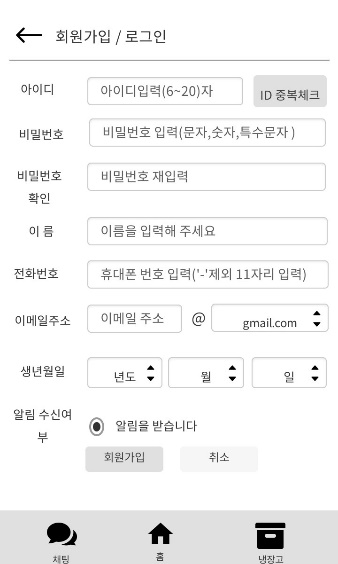 회원가입 / 로그인
아이디 아이디입력(6~20)자 ID 중복체크
비밀번호 비밀번호 입력(문자,숫자,특수문자 )
비밀번호 확인 비밀번호 재입력
이 름 이름을 입력해 주세요
전화번호 휴대폰 번호 입력('-'제외 11자리 입력)
이메일주소 이메일 주소 @ gmail.com
생년월일 년도 월 일
알림 수신여부 알림을 받습니다
회원가입 취소
채팅 홈 냉장고